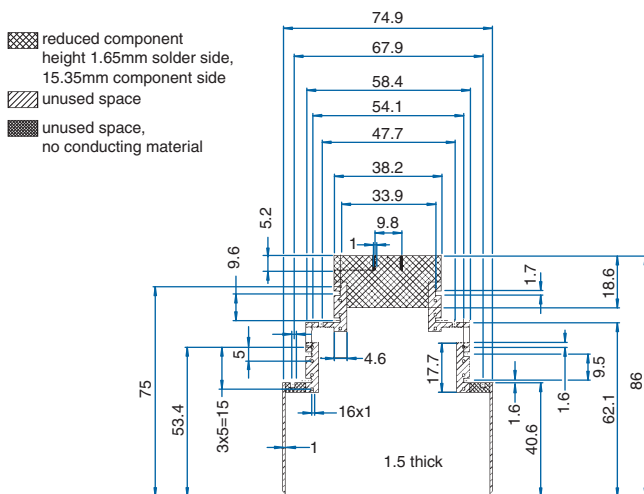 reduced component
height 1.65mm solder side,
15.35mm component side
unused space
unused space,
no conducting material
74.9
67.9
58.4
54.1
47.7
38.2
33.9
9.8
1
5.2
9.6
1.7
18.6
4.6
5
17.7
9.5
1.6
1.6
75
53.4
3x5=15
16x1
1
40.6
62.1
86
1.5 thick